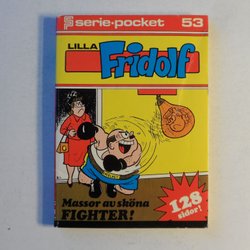 serie-pocket 53
LILLA
Fridolf
Massor av sköna
FIGHTER!
128
sidor!